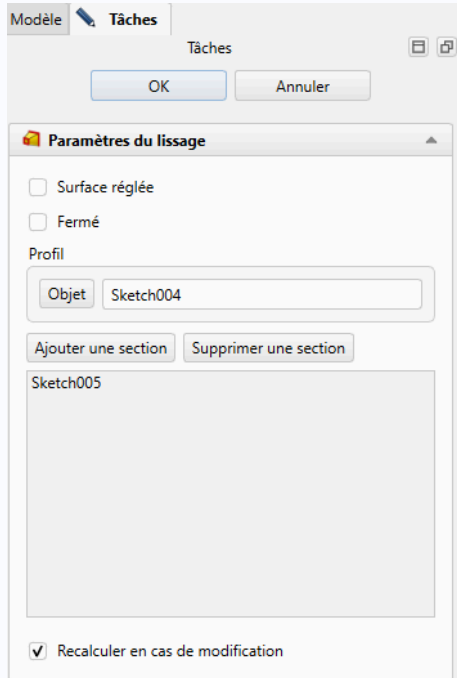 Modèle Tâches
Tâches
OK Annuler
Paramètres du lissage
Surface réglée
Fermé
Profil
Objet Sketch004
Ajouter une section Supprimer une section
Sketch005
Recalculer en cas de modification